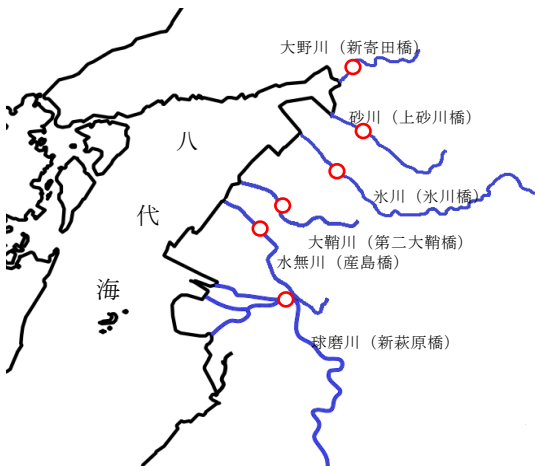 大野川（新寄田橋）
砂川（上砂川橋）
氷川（氷川橋）
大鞘川（第二大鞘橋）
水無川（産島橋）
球磨川（新萩原橋）
八
代
海